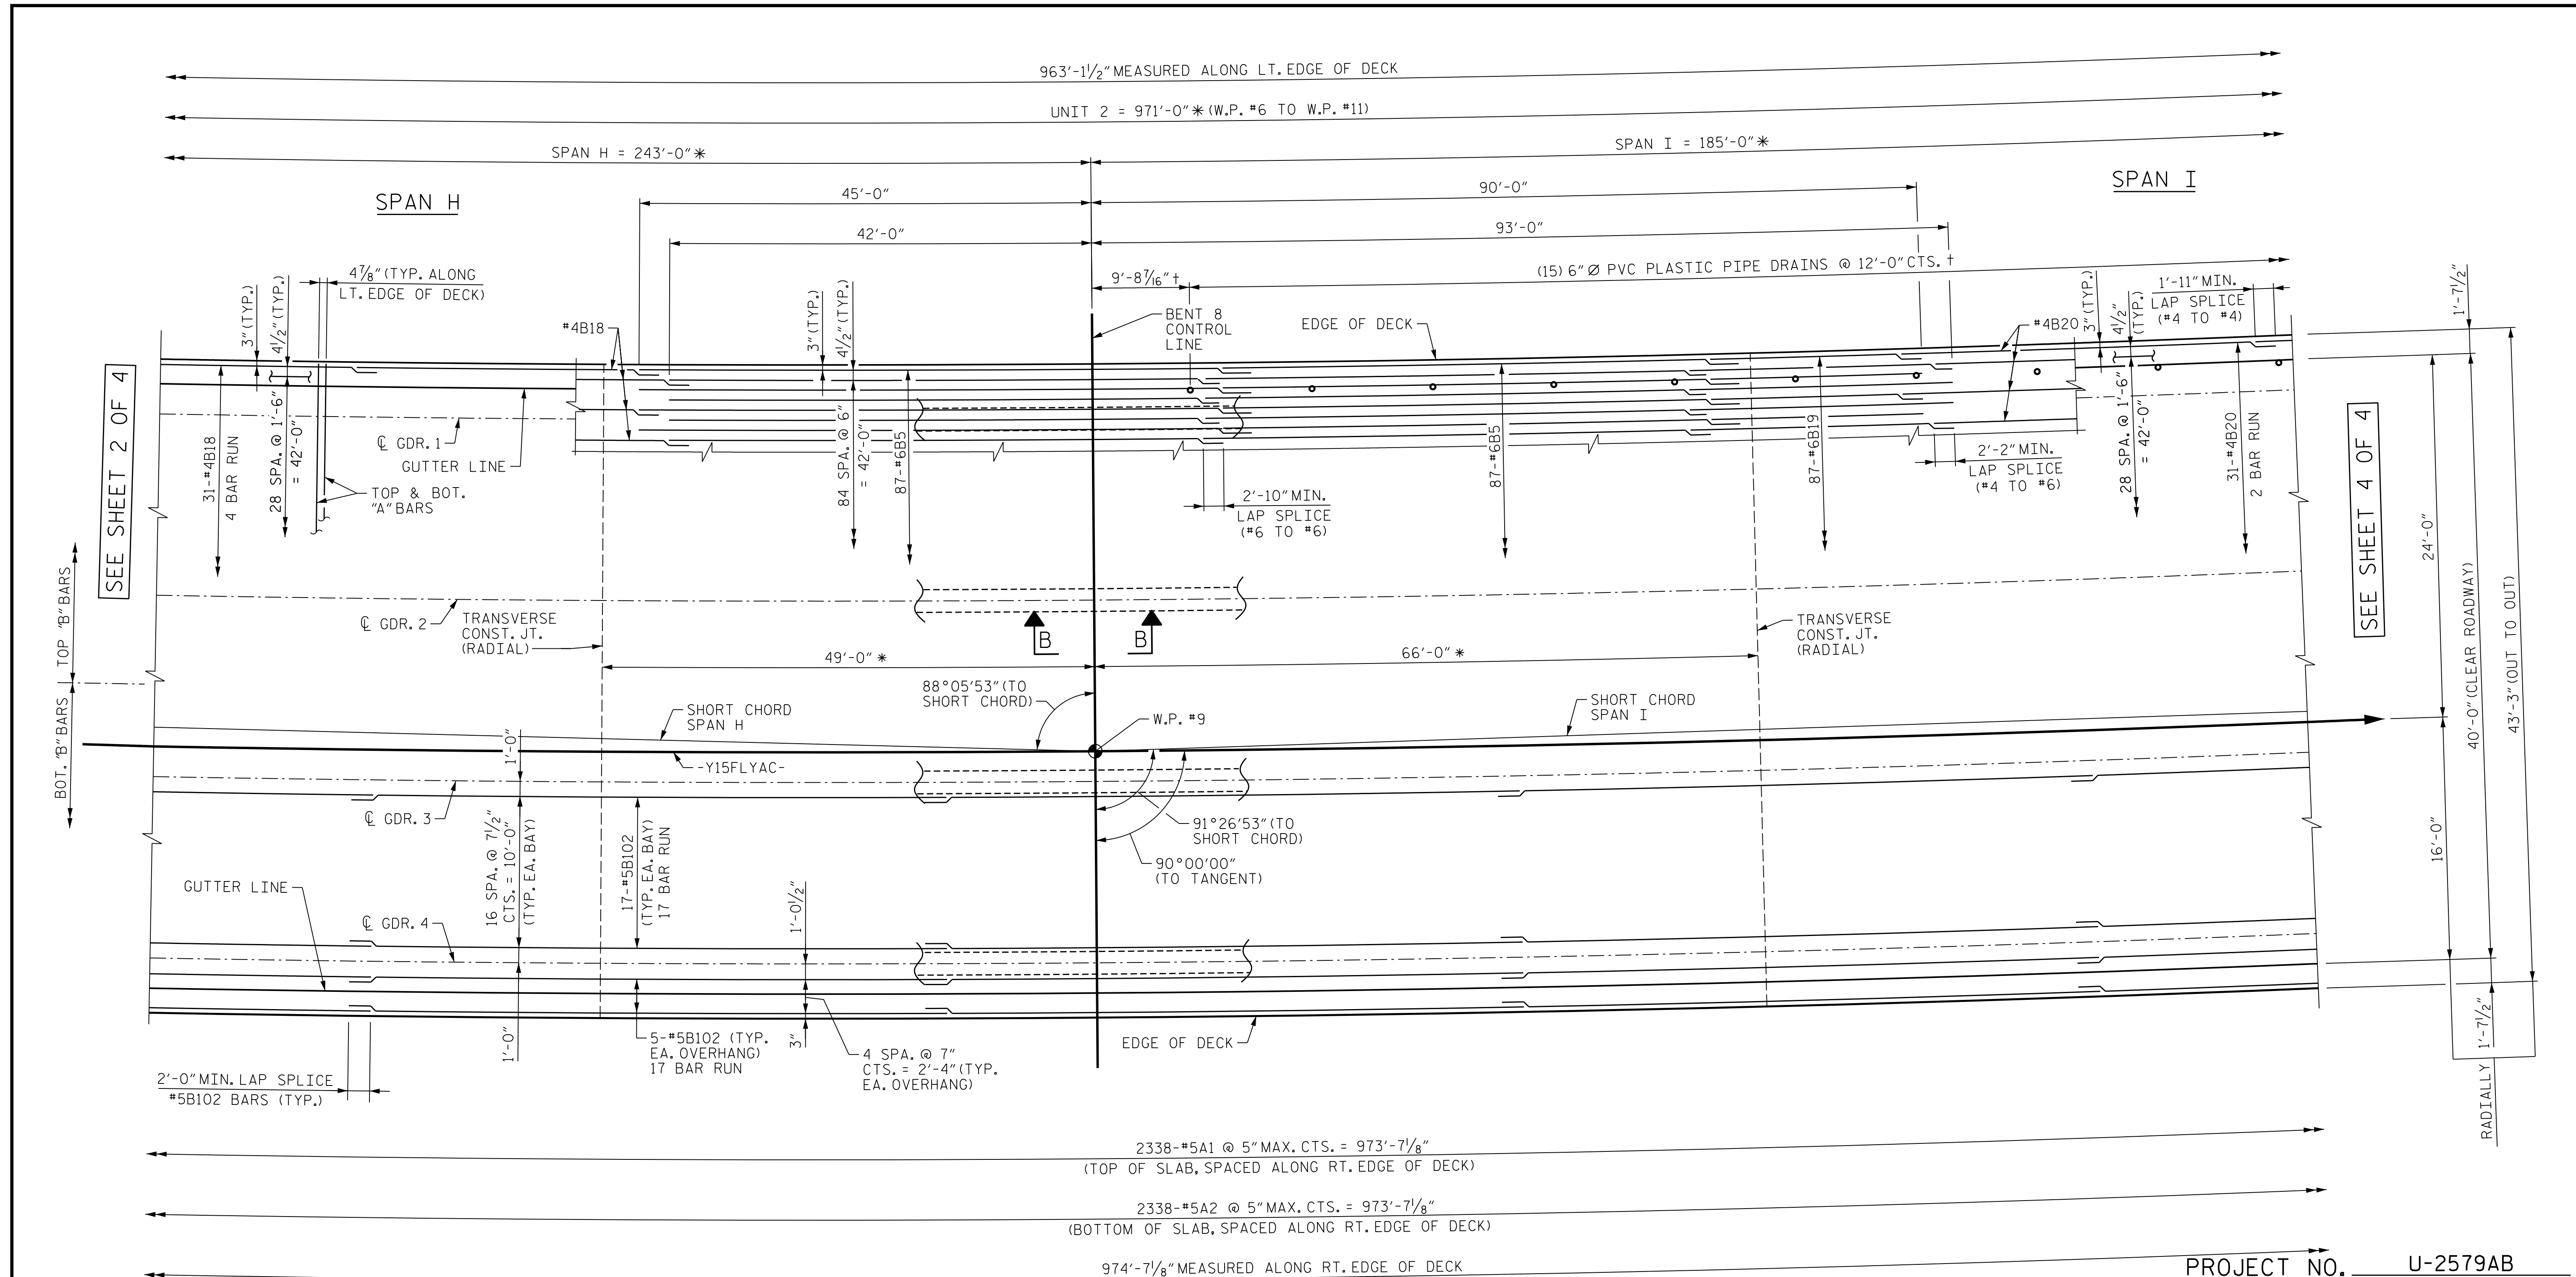 963'-1½" MEASURED ALONG LT. EDGE OF DECK
UNIT 2 = 971'-0"* (W.P. #6 TO W.P. #11)
SPAN H = 243'-0"*
SPAN I = 185'-0"*
SPAN H
SPAN I
45'-0"
90'-0"
42'-0"
93'-0"
4⅞" (TYP. ALONG
LT. EDGE OF DECK)
9'-8⁷⁄₁₆" †
(15) 6" Ø PVC PLASTIC PIPE DRAINS @ 12'-0" CTS. †
1'-11" MIN.
LAP SPLICE
(#4 TO #4)
1'-7½"
3" (TYP.)
4½" (TYP.)
3" (TYP.)
4½" (TYP.)
3" (TYP.)
4½"
(TYP.)
#4B18
BENT 8
CONTROL
LINE
EDGE OF DECK
#4B20
SEE SHEET 2 OF 4
31-#4B18
4 BAR RUN
28 SPA. @ 1'-6"
= 42'-0"
℄ GDR. 1
GUTTER LINE
TOP & BOT.
"A" BARS
84 SPA. @ 6"
= 42'-0"
87-#6B5
2'-10" MIN.
LAP SPLICE
(#6 TO #6)
87-#6B5
87-#6B19
2'-2" MIN.
LAP SPLICE
(#4 TO #6)
28 SPA. @ 1'-6"
= 42'-0"
31-#4B20
2 BAR RUN
SEE SHEET 4 OF 4
24'-0"
40'-0" (CLEAR ROADWAY)
43'-3" (OUT TO OUT)
TOP "B" BARS
BOT. "B" BARS
℄ GDR. 2
TRANSVERSE
CONST. JT.
(RADIAL)
B
B
TRANSVERSE
CONST. JT.
(RADIAL)
49'-0" *
66'-0" *
88°05'53" (TO
SHORT CHORD)
SHORT CHORD
SPAN H
W.P. #9
SHORT CHORD
SPAN I
1'-0"
-Y15FLYAC-
℄ GDR. 3
16 SPA. @ 7½"
CTS. = 10'-0"
(TYP. EA. BAY)
17-#5B102
(TYP. EA. BAY)
17 BAR RUN
91°26'53" (TO
SHORT CHORD)
90°00'00"
(TO TANGENT)
16'-0"
GUTTER LINE
℄ GDR. 4
1'-0½"
1'-0"
5-#5B102 (TYP.
EA. OVERHANG)
17 BAR RUN
3"
4 SPA. @ 7"
CTS. = 2'-4" (TYP.
EA. OVERHANG)
EDGE OF DECK
1'-7½"
RADIALLY
2'-0" MIN. LAP SPLICE
#5B102 BARS (TYP.)
2338-#5A1 @ 5" MAX. CTS. = 973'-7⅛"
(TOP OF SLAB, SPACED ALONG RT. EDGE OF DECK)
2338-#5A2 @ 5" MAX. CTS. = 973'-7⅛"
(BOTTOM OF SLAB, SPACED ALONG RT. EDGE OF DECK)
974'-7⅛" MEASURED ALONG RT. EDGE OF DECK
PROJECT NO. U-2579AB